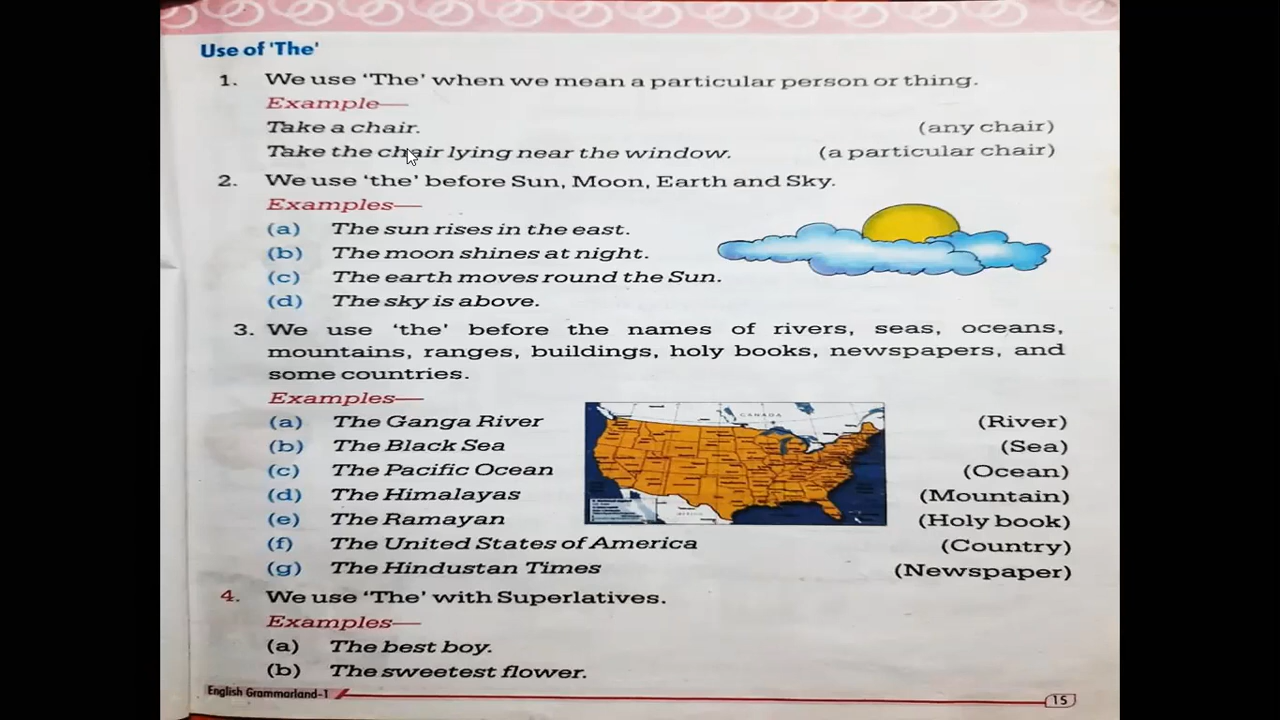 Use of 'The'
1. We use 'The' when we mean a particular person or thing.
Example—
Take a chair. (any chair)
Take the chair lying near the window. (a particular chair)
2. We use 'the' before Sun, Moon, Earth and Sky.
Examples—
(a) The sun rises in the east.
(b) The moon shines at night.
(c) The earth moves round the Sun.
(d) The sky is above.
3. We use 'the' before the names of rivers, seas, oceans,
mountains, ranges, buildings, holy books, newspapers, and
some countries.
Examples—
CANADA
(a) The Ganga River (River)
(b) The Black Sea (Sea)
(c) The Pacific Ocean (Ocean)
(d) The Himalayas (Mountain)
(e) The Ramayan (Holy book)
(f) The United States of America (Country)
(g) The Hindustan Times (Newspaper)
4. We use 'The' with Superlatives.
Examples—
(a) The best boy.
(b) The sweetest flower.
English Grammarland-1 15